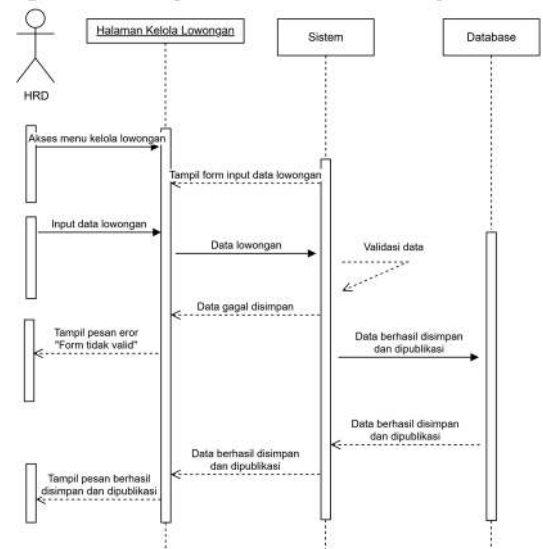 Halaman Kelola Lowongan
Sistem
Database
HRD
Akses menu kelola lowongan
Tampil form input data lowongan
Input data lowongan
Data lowongan
Validasi data
Data gagal disimpan
Tampil pesan eror
"Form tidak valid"
Data berhasil disimpan
dan dipublikasi
Data berhasil disimpan
dan dipublikasi
Data berhasil disimpan
dan dipublikasi
Tampil pesan berhasil
disimpan dan dipublikasi